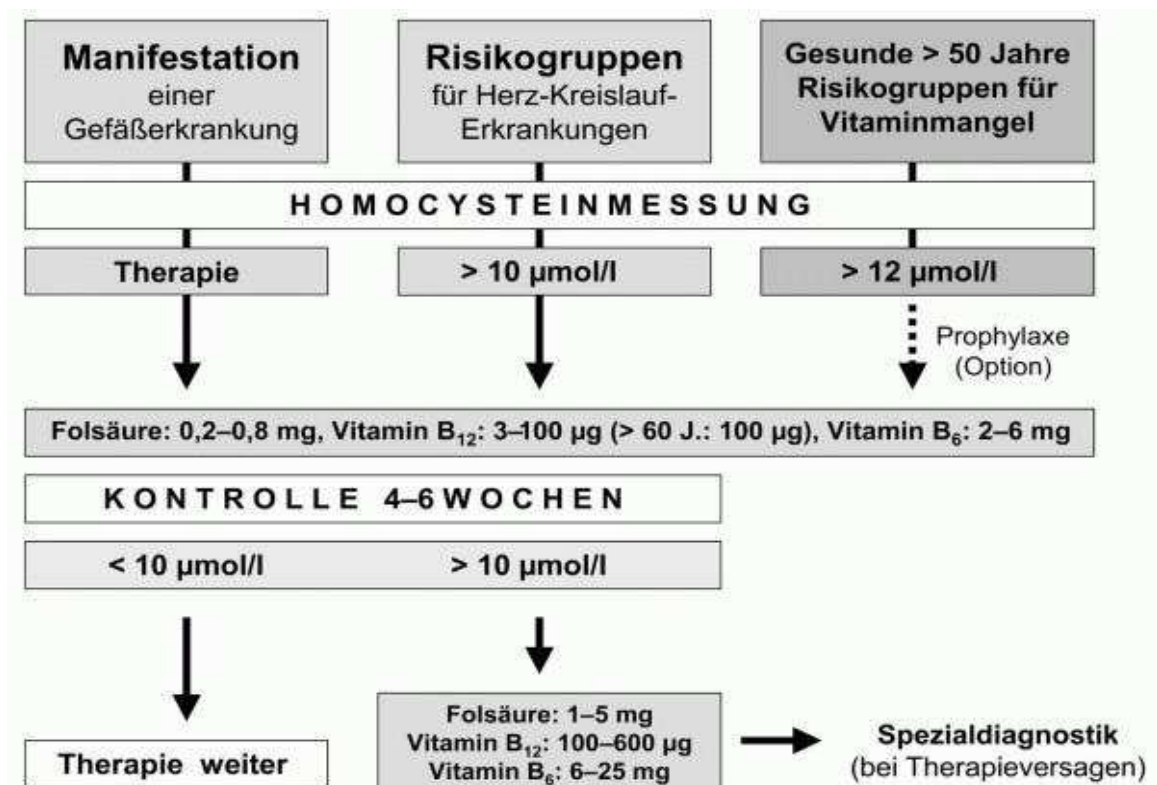 Manifestation
einer
Gefäßerkrankung
Risikogruppen
für Herz-Kreislauf-
Erkrankungen
Gesunde > 50 Jahre
Risikogruppen für
Vitaminmangel
HOMOCYSTEINMESSUNG
Therapie
> 10 µmol/l
> 12 µmol/l
Prophylaxe
(Option)
Folsäure: 0,2–0,8 mg, Vitamin B₁₂: 3–100 µg (> 60 J.: 100 µg), Vitamin B₆: 2–6 mg
KONTROLLE 4–6 WOCHEN
< 10 µmol/l
> 10 µmol/l
Therapie weiter
Folsäure: 1–5 mg
Vitamin B₁₂: 100–600 µg
Vitamin B₆: 6–25 mg
Spezialdiagnostik
(bei Therapieversagen)